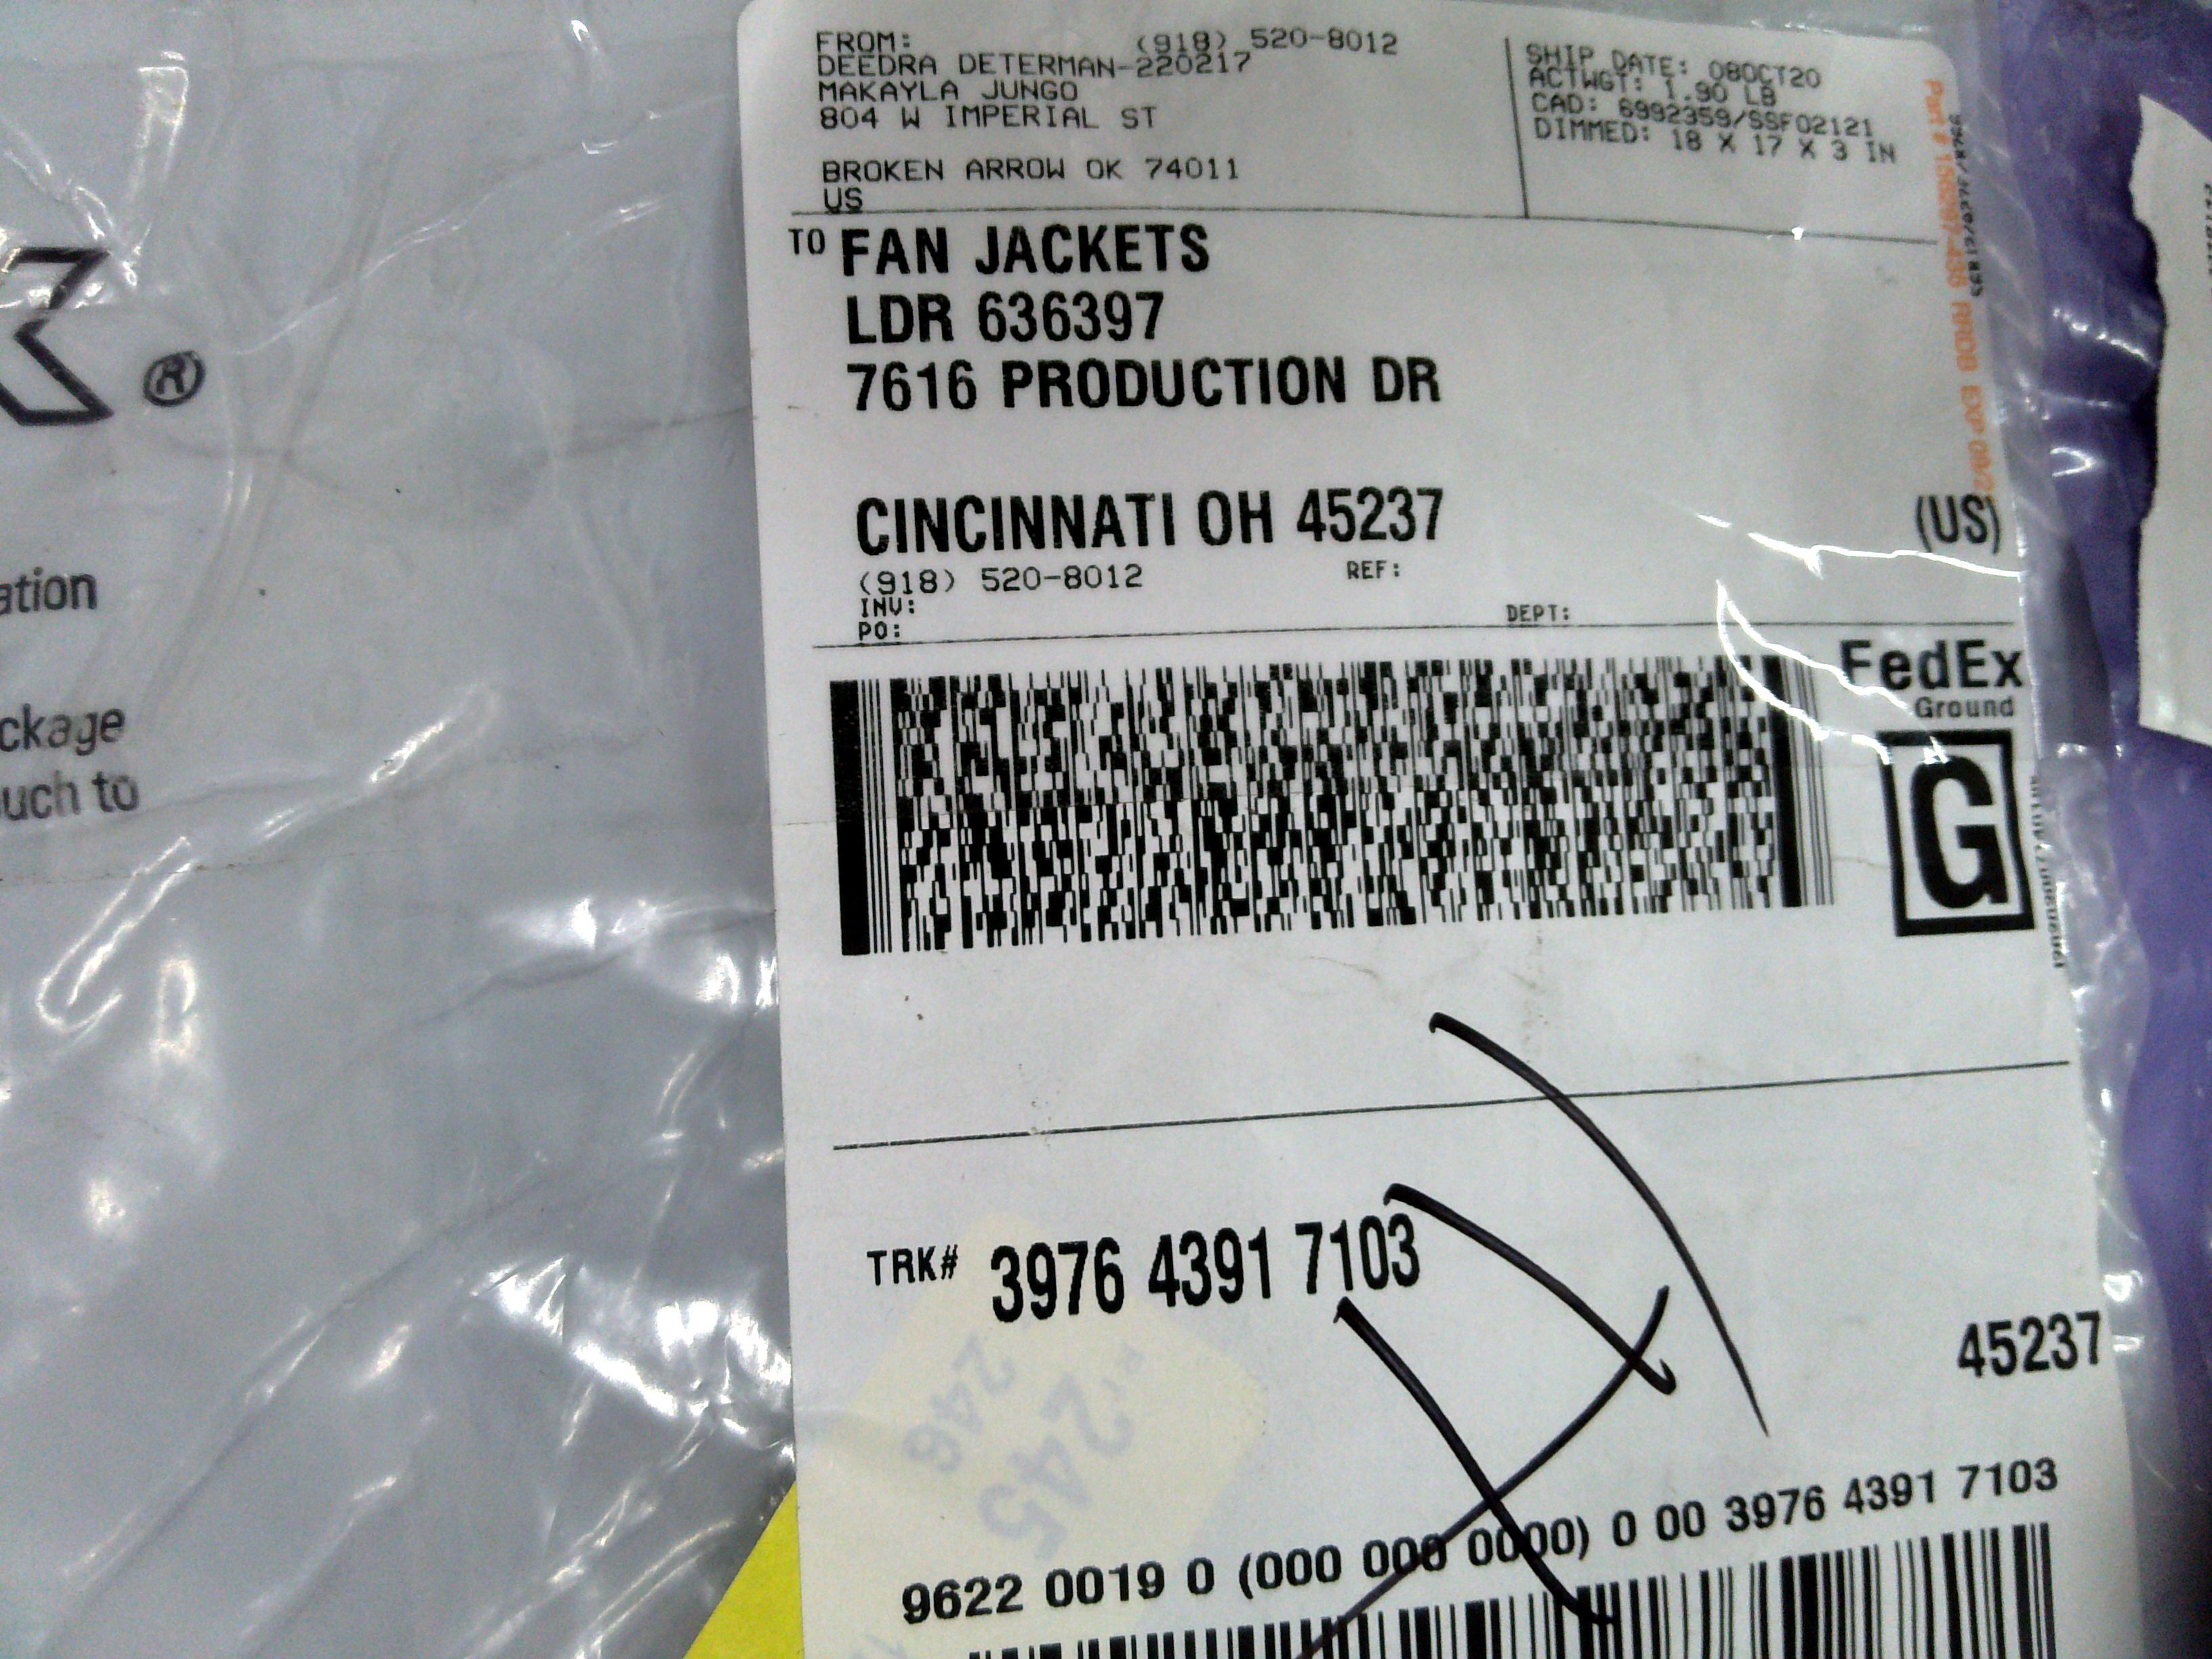 FROM: (918) 520-8012
DEEDRA DETERMAN-220217
MAKAYLA JUNGO
804 W IMPERIAL ST
BROKEN ARROW OK 74011
US
SHIP DATE: 08OCT20
ACTWGT: 1.90 LB
CAD: 6992359/SSFO2121
DIMMED: 18 X 17 X 3 IN
TO FAN JACKETS
LDR 636397
7616 PRODUCTION DR
CINCINNATI OH 45237
(US)
(918) 520-8012 REF:
INV:
PO: DEPT:
FedEx
Ground
G
TRK# 3976 4391 7103
45237
9622 0019 0 (000 000 0000) 0 00 3976 4391 7103
®
ation
ckage
ouch to
245